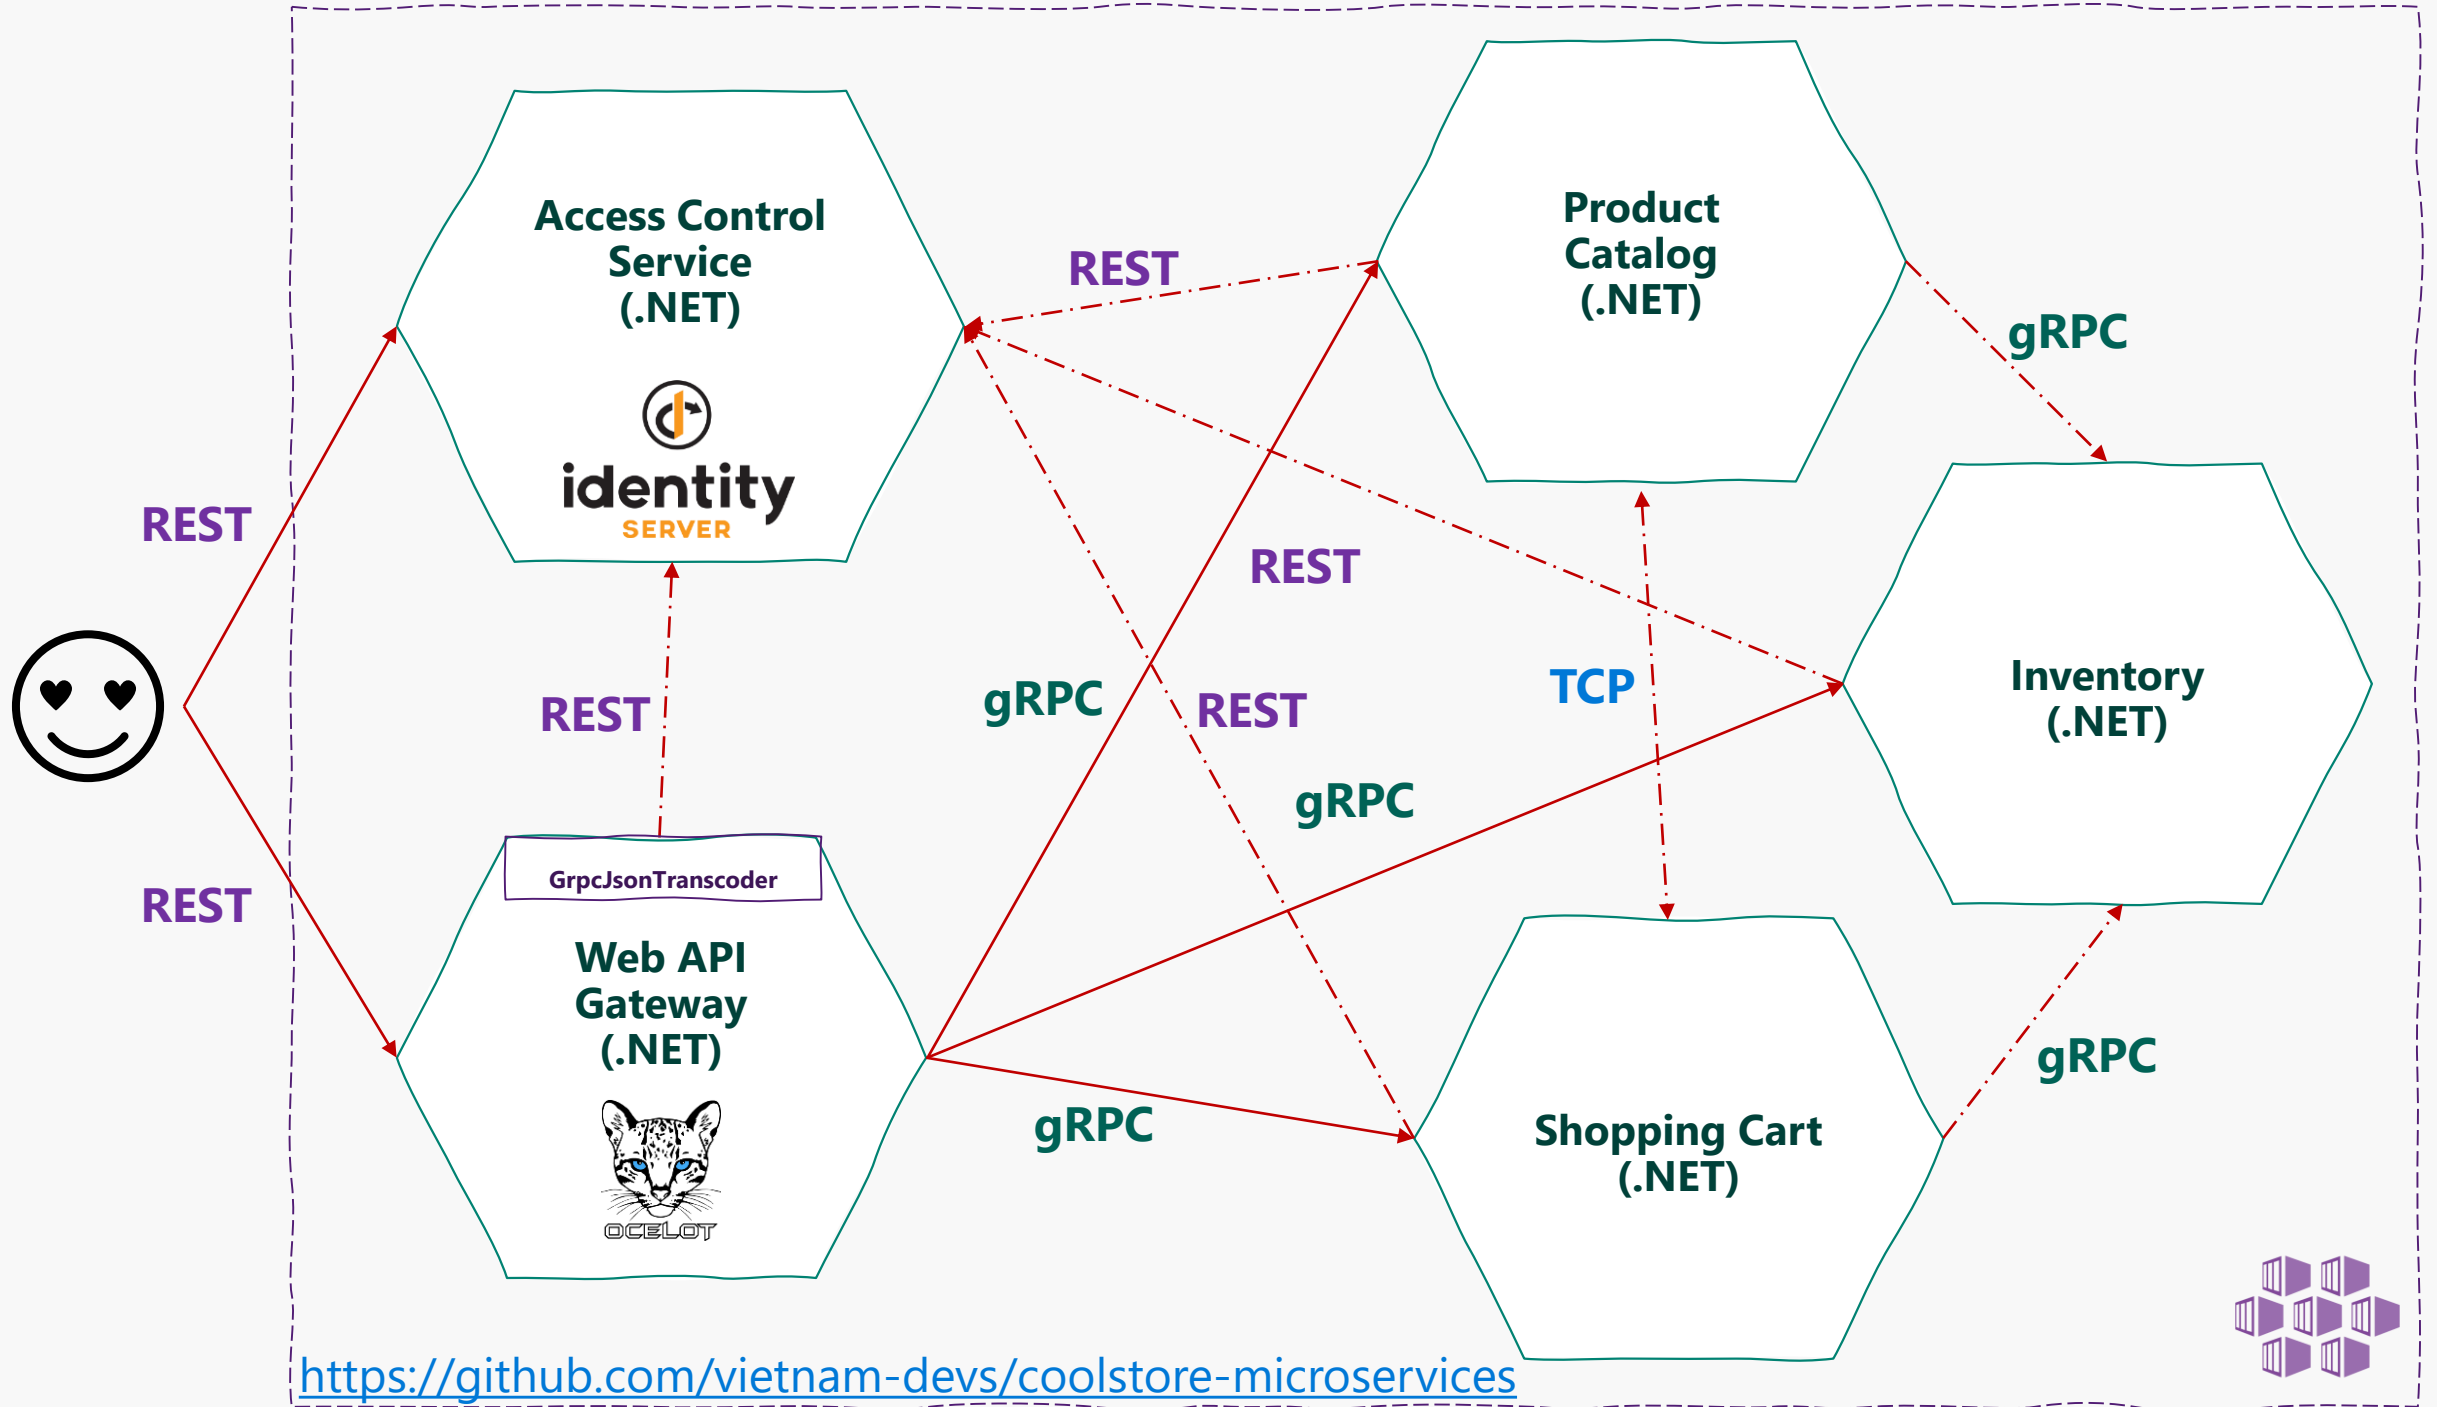 Access Control
Service
(.NET)
identity
SERVER
Product
Catalog
(.NET)
REST
gRPC
REST
REST
Inventory
(.NET)
REST
gRPC
REST
TCP
gRPC
REST
GrpcJsonTranscoder
Web API
Gateway
(.NET)
OCELOT
gRPC
Shopping Cart
(.NET)
gRPC
https://github.com/vietnam-devs/coolstore-microservices